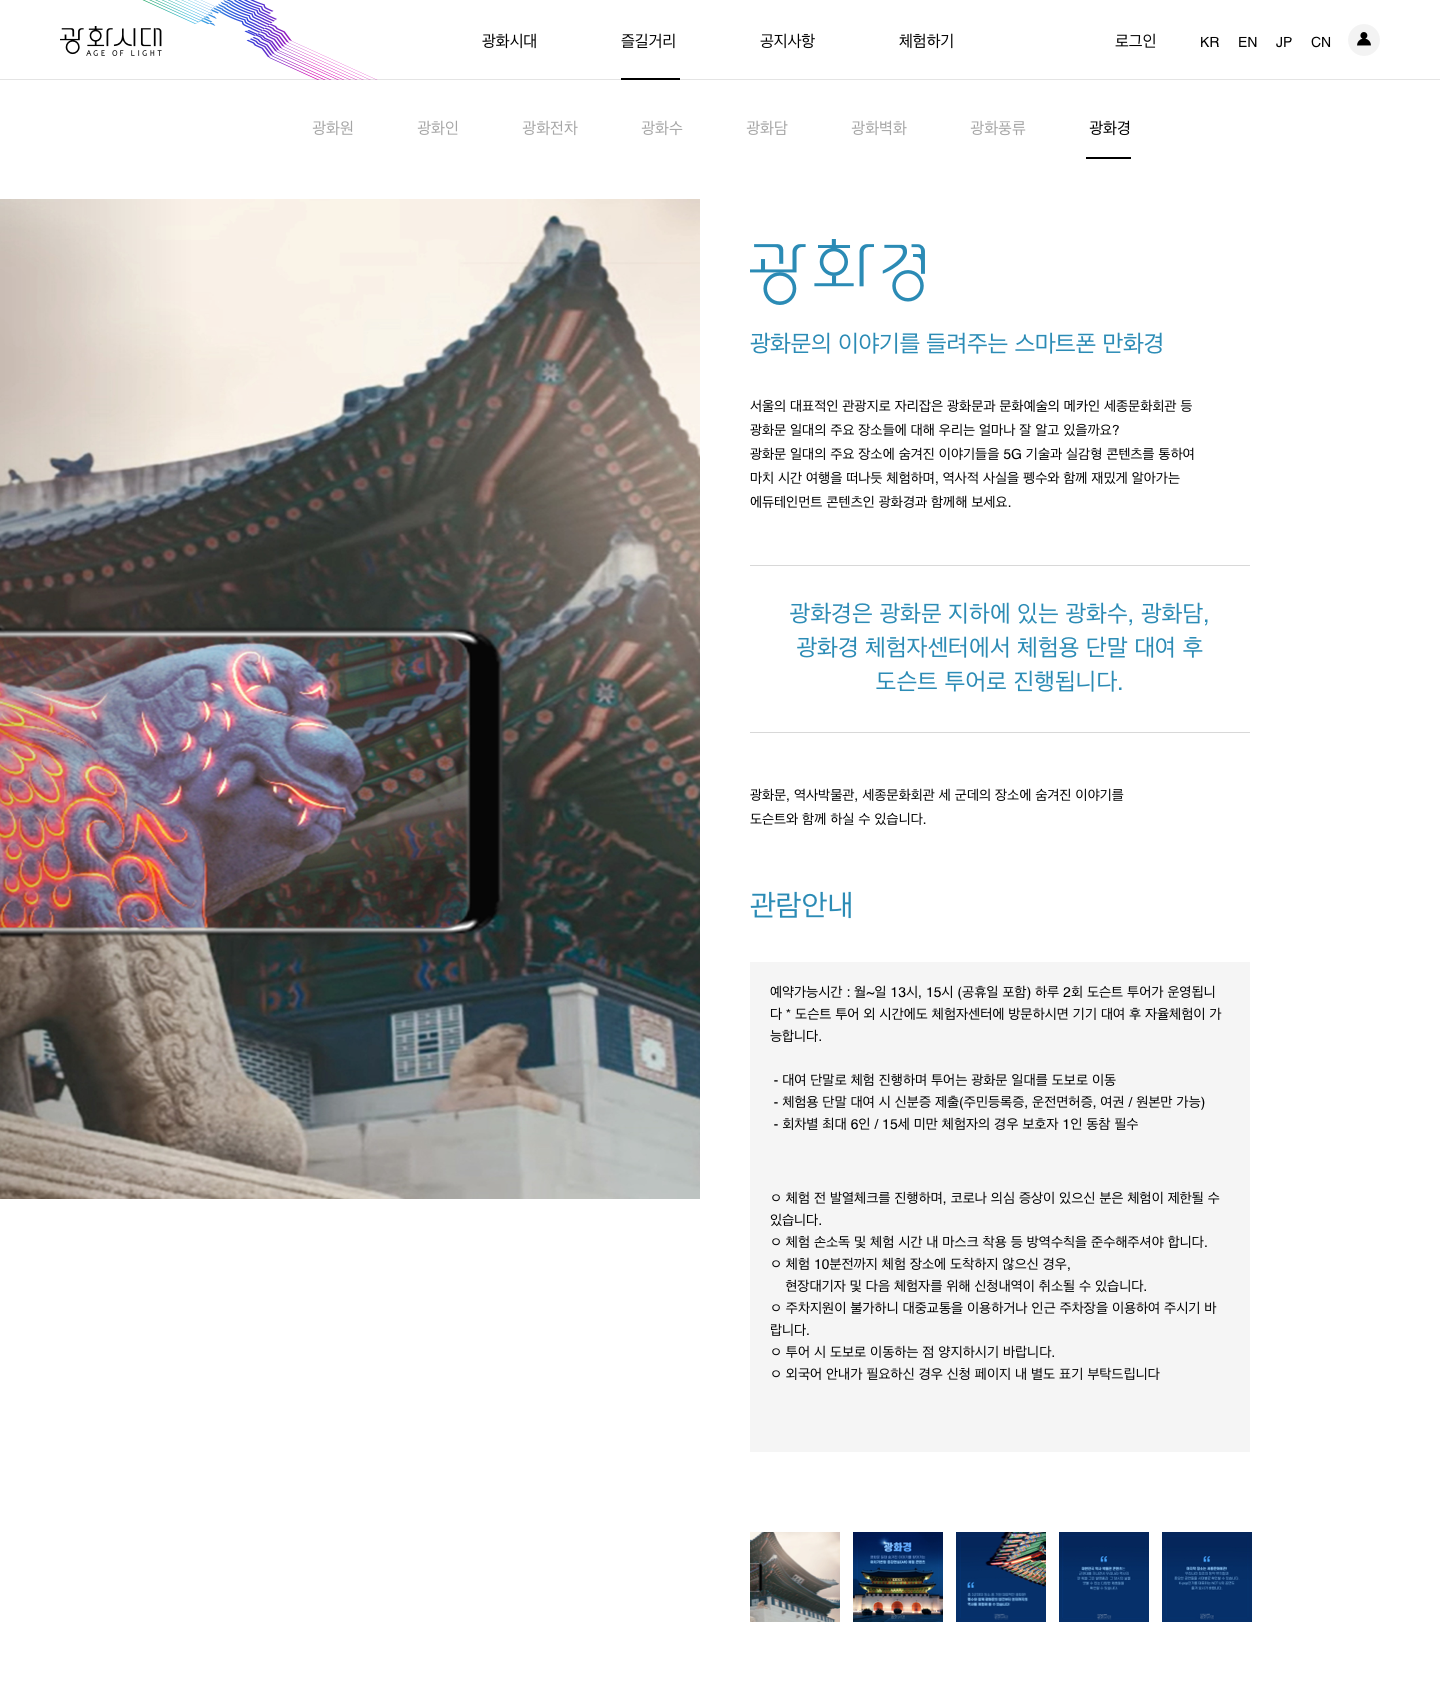 광화시대
AGE OF LIGHT
광화시대 즐길거리 공지사항 체험하기 로그인 KR EN JP CN
광화원 광화인 광화전차 광화수 광화담 광화벽화 광화풍류 광화경
광화경
광화문의 이야기를 들려주는 스마트폰 만화경
서울의 대표적인 관광지로 자리잡은 광화문과 문화예술의 메카인 세종문화회관 등
광화문 일대의 주요 장소들에 대해 우리는 얼마나 잘 알고 있을까요?
광화문 일대의 주요 장소에 숨겨진 이야기들을 5G 기술과 실감형 콘텐츠를 통하여
마치 시간 여행을 떠나듯 체험하며, 역사적 사실을 펭수와 함께 재밌게 알아가는
에듀테인먼트 콘텐츠인 광화경과 함께해 보세요.
광화경은 광화문 지하에 있는 광화수, 광화담,
광화경 체험자센터에서 체험용 단말 대여 후
도슨트 투어로 진행됩니다.
광화문, 역사박물관, 세종문화회관 세 군데의 장소에 숨겨진 이야기를
도슨트와 함께 하실 수 있습니다.
관람안내
예약가능시간 : 월~일 13시, 15시 (공휴일 포함) 하루 2회 도슨트 투어가 운영됩니
다 * 도슨트 투어 외 시간에도 체험자센터에 방문하시면 기기 대여 후 자율체험이 가
능합니다.
- 대여 단말로 체험 진행하며 투어는 광화문 일대를 도보로 이동
- 체험용 단말 대여 시 신분증 제출(주민등록증, 운전면허증, 여권 / 원본만 가능)
- 회차별 최대 6인 / 15세 미만 체험자의 경우 보호자 1인 동참 필수
ㅇ 체험 전 발열체크를 진행하며, 코로나 의심 증상이 있으신 분은 체험이 제한될 수
있습니다.
ㅇ 체험 손소독 및 체험 시간 내 마스크 착용 등 방역수칙을 준수해주셔야 합니다.
ㅇ 체험 10분전까지 체험 장소에 도착하지 않으신 경우,
현장대기자 및 다음 체험자를 위해 신청내역이 취소될 수 있습니다.
ㅇ 주차지원이 불가하니 대중교통을 이용하거나 인근 주차장을 이용하여 주시기 바
랍니다.
ㅇ 투어 시 도보로 이동하는 점 양지하시기 바랍니다.
ㅇ 외국어 안내가 필요하신 경우 신청 페이지 내 별도 표기 부탁드립니다
광화경